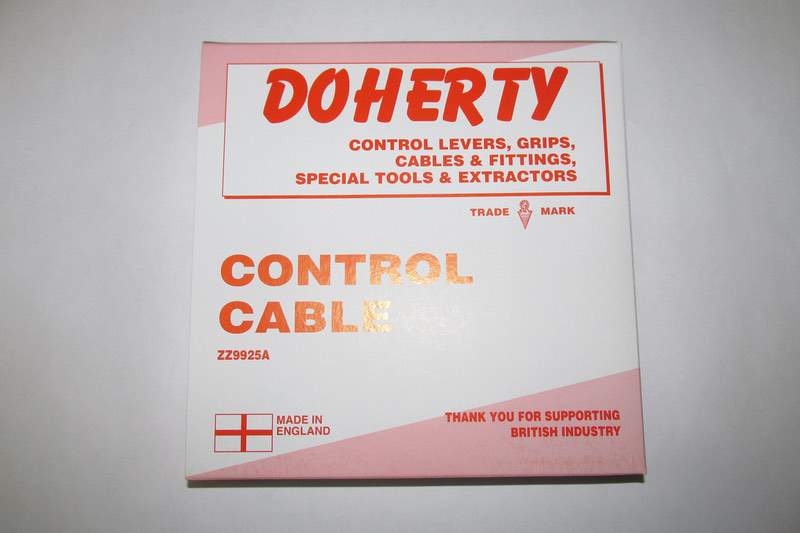 DOHERTY
CONTROL LEVERS, GRIPS,
CABLES & FITTINGS,
SPECIAL TOOLS & EXTRACTORS
TRADE MARK
CONTROL
CABLE
ZZ9925A
MADE IN
ENGLAND
THANK YOU FOR SUPPORTING
BRITISH INDUSTRY